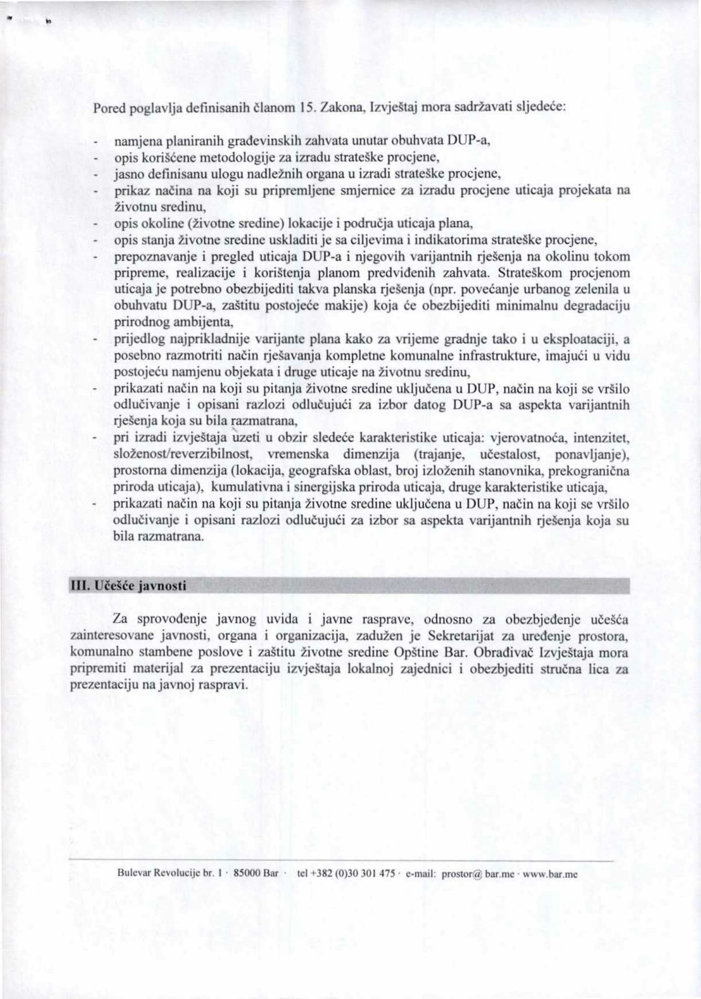 Pored poglavlja definisanih članom 15. Zakona, Izvještaj mora sadržavati sljedeće:
- namjena planiranih građevinskih zahvata unutar obuhvata DUP-a,
- opis korišćene metodologije za izradu strateške procjene,
- jasno definisanu ulogu nadležnih organa u izradi strateške procjene,
- prikaz načina na koji su pripremljene smjernice za izradu procjene uticaja projekata na
životnu sredinu,
- opis okoline (životne sredine) lokacije i područja uticaja plana,
- opis stanja životne sredine uskladiti je sa ciljevima i indikatorima strateške procjene,
- prepoznavanje i pregled uticaja DUP-a i njegovih varijantnih rješenja na okolinu tokom
pripreme, realizacije i korištenja planom predviđenih zahvata. Strateškom procjenom
uticaja je potrebno obezbijediti takva planska rješenja (npr. povećanje urbanog zelenila u
obuhvatu DUP-a, zaštitu postojeće makije) koja će obezbijediti minimalnu degradaciju
prirodnog ambijenta,
- prijedlog najprikladnije varijante plana kako za vrijeme gradnje tako i u eksploataciji, a
posebno razmotriti način rješavanja kompletne komunalne infrastrukture, imajući u vidu
postojeću namjenu objekata i druge uticaje na životnu sredinu,
- prikazati način na koji su pitanja životne sredine uključena u DUP, način na koji se vršilo
odlučivanje i opisani razlozi odlučujući za izbor datog DUP-a sa aspekta varijantnih
rješenja koja su bila razmatrana,
- pri izradi izvještaja uzeti u obzir sledeće karakteristike uticaja: vjerovatnoća, intenzitet,
složenost/reverzibilnost, vremenska dimenzija (trajanje, učestalost, ponavljanje),
prostorna dimenzija (lokacija, geografska oblast, broj izloženih stanovnika, prekogranična
priroda uticaja), kumulativna i sinergijska priroda uticaja, druge karakteristike uticaja,
- prikazati način na koji su pitanja životne sredine uključena u DUP, način na koji se vršilo
odlučivanje i opisani razlozi odlučujući za izbor sa aspekta varijantnih rješenja koja su
bila razmatrana.
III. Učešće javnosti
Za sprovođenje javnog uvida i javne rasprave, odnosno za obezbjeđenje učešća
zainteresovane javnosti, organa i organizacija, zadužen je Sekretarijat za uređenje prostora,
komunalno stambene poslove i zaštitu životne sredine Opštine Bar. Obrađivač Izvještaja mora
pripremiti materijal za prezentaciju izvještaja lokalnoj zajednici i obezbjediti stručna lica za
prezentaciju na javnoj raspravi.
Bulevar Revolucije br. 1 · 85000 Bar · tel +382 (0)30 301 475 · e-mail: prostor@ bar.me · www.bar.me